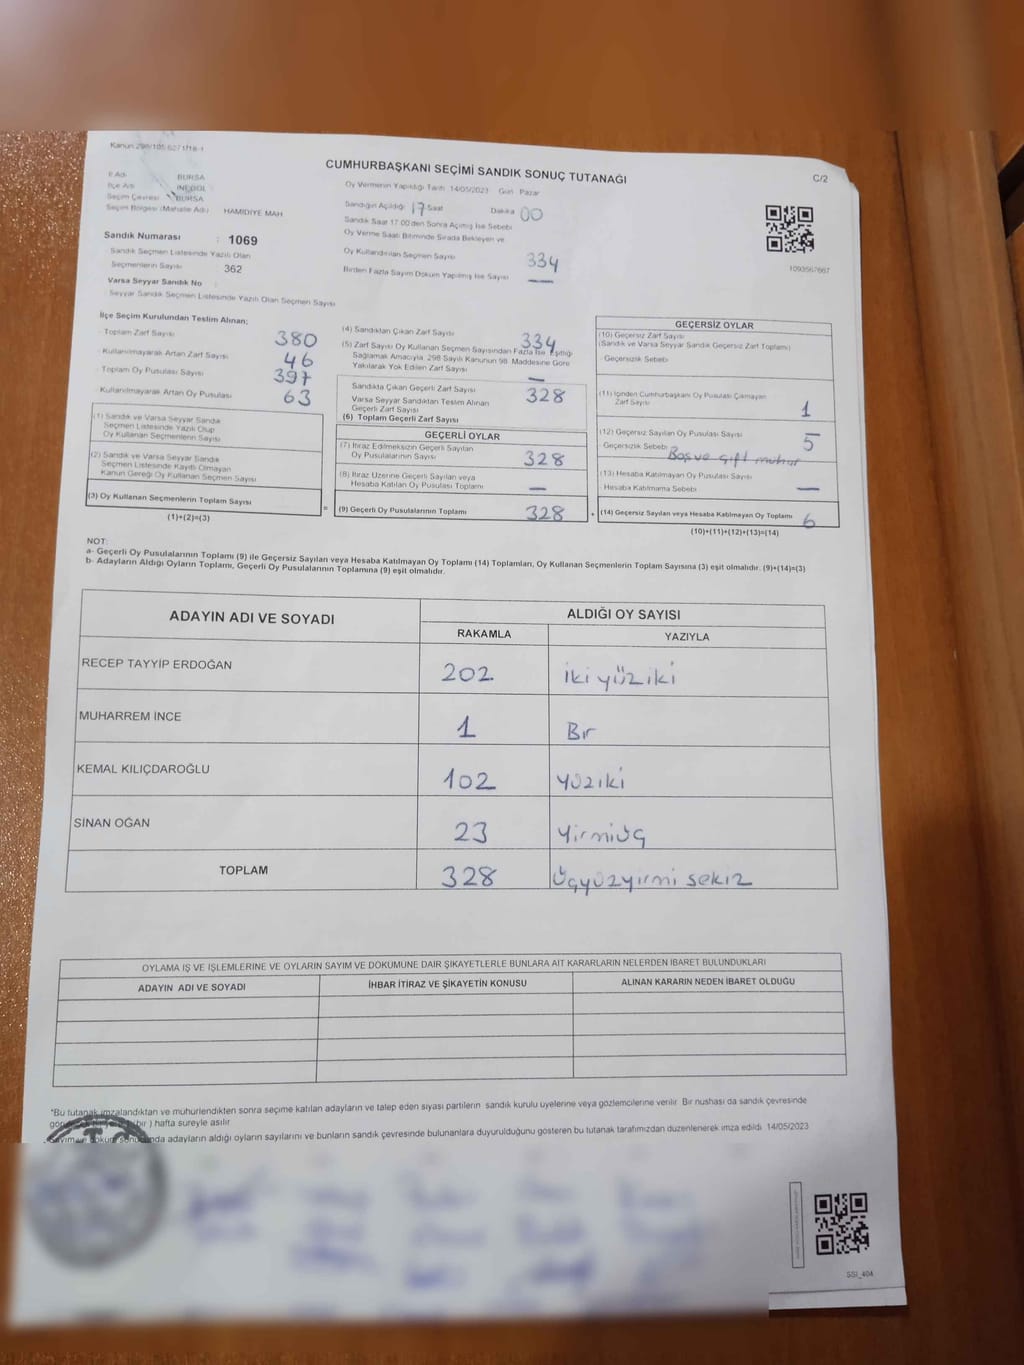 Kanun 298/105 6271/18-1
CUMHURBAŞKANI SEÇİMİ SANDIK SONUÇ TUTANAĞI
C/2
İl Adı : BURSA
İlçe Adı : İNEGÖL
Seçim Çevresi : BURSA
Seçim Bölgesi (Mahalle Adı) : HAMİDİYE MAH
Sandık Numarası : 1069
Sandık Seçmen Listesinde Yazılı Olan
Seçmenlerin Sayısı 362
Varsa Seyyar Sandık No :
Seyyar Sandık Seçmen Listesinde Yazılı Olan Seçmen Sayısı
Oy Vermenin Yapıldığı Tarih 14/05/2023 Gün Pazar
Sandığın Açıldığı 17 Saat Dakika 00
Sandık Saat 17:00'den Sonra Açılmış İse Sebebi
Oy Verme Saati Bitiminde Sırada Bekleyen ve
Oy Kullandırılan Seçmen Sayısı 334
Birden Fazla Sayım Döküm Yapılmış İse Sayısı —
1093567667
İlçe Seçim Kurulundan Teslim Alınan;
Toplam Zarf Sayısı 380
Kullanılmayarak Artan Zarf Sayısı 46
Toplam Oy Pusulası Sayısı 397
Kullanılmayarak Artan Oy Pusulası 63
(1) Sandık ve Varsa Seyyar Sandık
Seçmen Listesinde Yazılı Olup
Oy Kullanan Seçmenlerin Sayısı
(2) Sandık ve Varsa Seyyar Sandık
Seçmen Listesinde Kayıtlı Olmayan
Kanun Gereği Oy Kullanan Seçmen Sayısı
(3) Oy Kullanan Seçmenlerin Toplam Sayısı
(1)+(2)=(3)
(4) Sandıktan Çıkan Zarf Sayısı 334
(5) Zarf Sayısı Oy Kullanan Seçmen Sayısından Fazla İse Eşitliği
Sağlamak Amacıyla 298 Sayılı Kanunun 98. Maddesine Göre
Yakılarak Yok Edilen Zarf Sayısı —
Sandıkta Çıkan Geçerli Zarf Sayısı 328
Varsa Seyyar Sandıktan Teslim Alınan
Geçerli Zarf Sayısı
(6) Toplam Geçerli Zarf Sayısı
GEÇERLİ OYLAR
(7) İtiraz Edilmeksizin Geçerli Sayılan
Oy Pusulalarının Sayısı 328
(8) İtiraz Üzerine Geçerli Sayılan veya
Hesaba Katılan Oy Pusulası Toplamı —
= (9) Geçerli Oy Pusulalarının Toplamı 328 +
GEÇERSİZ OYLAR
(10) Geçersiz Zarf Sayısı
(Sandık ve Varsa Seyyar Sandık Geçersiz Zarf Toplamı)
Geçersizlik Sebebi
(11) İçinden Cumhurbaşkanı Oy Pusulası Çıkmayan
Zarf Sayısı 1
(12) Geçersiz Sayılan Oy Pusulası Sayısı 5
Geçersizlik Sebebi Boş ve çift mühür
(13) Hesaba Katılmayan Oy Pusulası Sayısı
Hesaba Katılmama Sebebi —
(14) Geçersiz Sayılan veya Hesaba Katılmayan Oy Toplamı 6
(10)+(11)+(12)+(13)=(14)
NOT:
a- Geçerli Oy Pusulalarının Toplamı (9) ile Geçersiz Sayılan veya Hesaba Katılmayan Oy Toplamı (14) Toplamları, Oy Kullanan Seçmenlerin Toplam Sayısına (3) eşit olmalıdır. (9)+(14)=(3)
b- Adayların Aldığı Oyların Toplamı, Geçerli Oy Pusulalarının Toplamına (9) eşit olmalıdır.
ADAYIN ADI VE SOYADI ALDIĞI OY SAYISI
RAKAMLA YAZIYLA
RECEP TAYYİP ERDOĞAN 202 İki yüz iki
MUHARREM İNCE 1 Bir
KEMAL KILIÇDAROĞLU 102 yüziki
SİNAN OĞAN 23 Yirmiüç
TOPLAM 328 Üçyüzyirmi sekiz
OYLAMA İŞ VE İŞLEMLERİNE VE OYLARIN SAYIM VE DÖKÜMÜNE DAİR ŞİKAYETLERLE BUNLARA AİT KARARLARIN NELERDEN İBARET BULUNDUKLARI
ADAYIN ADI VE SOYADI İHBAR İTİRAZ VE ŞİKAYETİN KONUSU ALINAN KARARIN NEDEN İBARET OLDUĞU
*Bu tutanak imzalandıktan ve mühürlendikten sonra seçime katılan adayların ve talep eden siyasi partilerin sandık kurulu üyelerine veya gözlemcilerine verilir. Bir nüshası da sandık çevresinde
bir ) hafta süreyle asılır
Sayım ve döküm sonucunda adayların aldığı oyların sayılarını ve bunların sandık çevresinde bulunanlara duyurulduğunu gösteren bu tutanak tarafımızdan düzenlenerek imza edildi 14/05/2023
SSİ_404